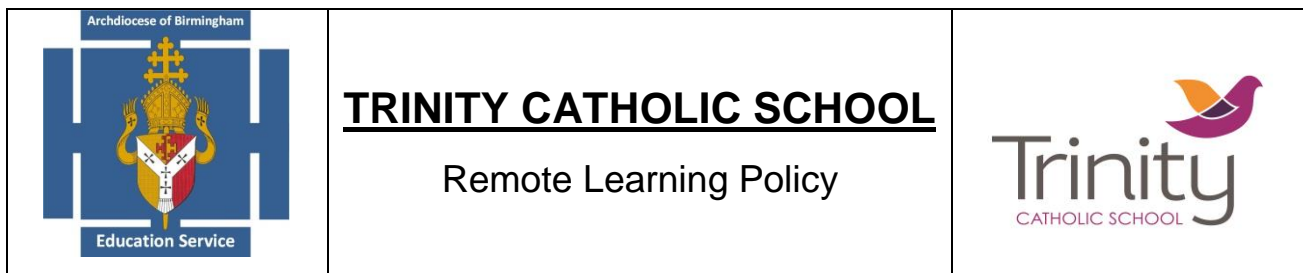 Archdiocese of Birmingham
Education Service
TRINITY CATHOLIC SCHOOL
Remote Learning Policy
Trinity
CATHOLIC SCHOOL